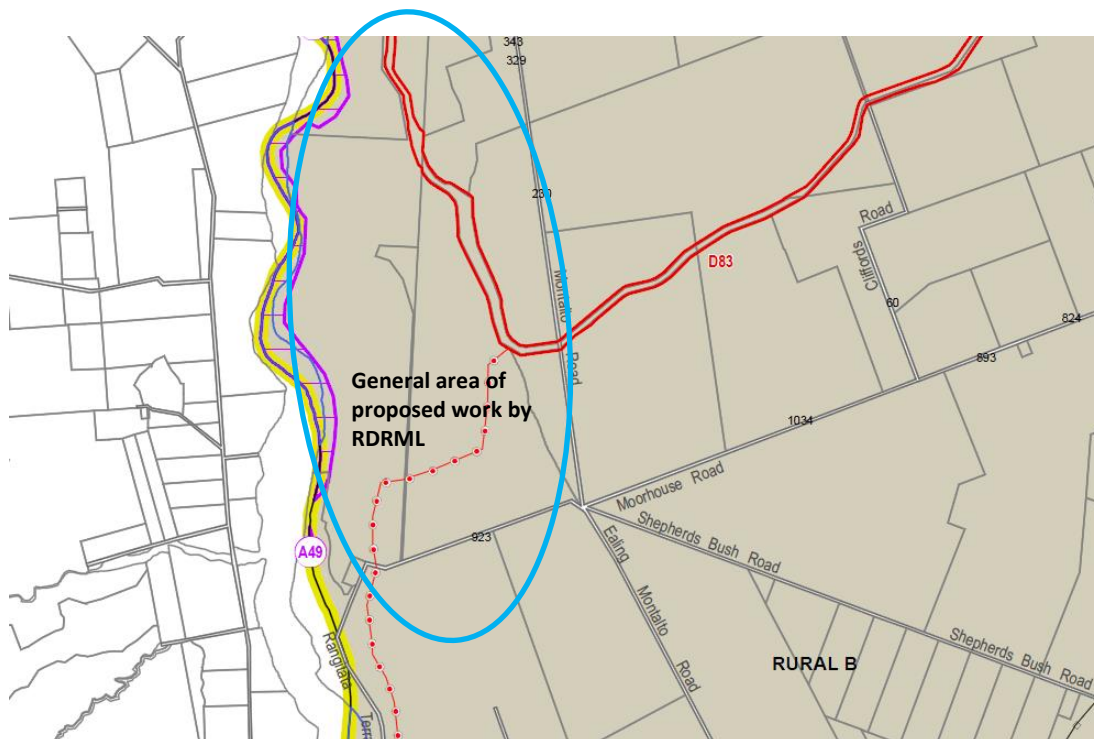 343
329
230
Cliffords Road
D83
Montalto Road
60
824
893
General area of
proposed work by
RDRML
1034
Moorhouse Road
923
Shepherds Bush Road
A49
Ealing Montalto Road
Rangitata Terr
RURAL B
Shepherds Bush Road